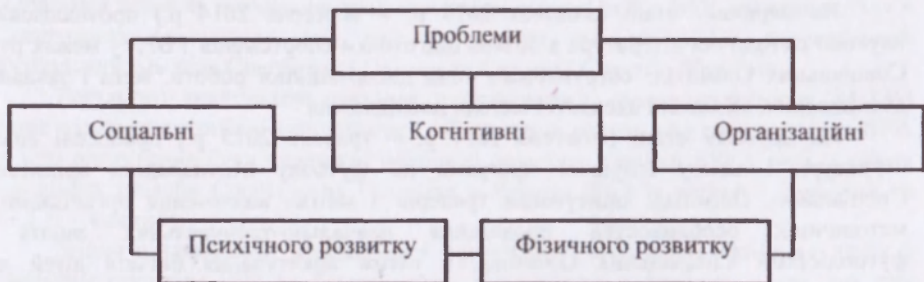 Проблеми
Соціальні Когнітивні Організаційні
Психічного розвитку Фізичного розвитку